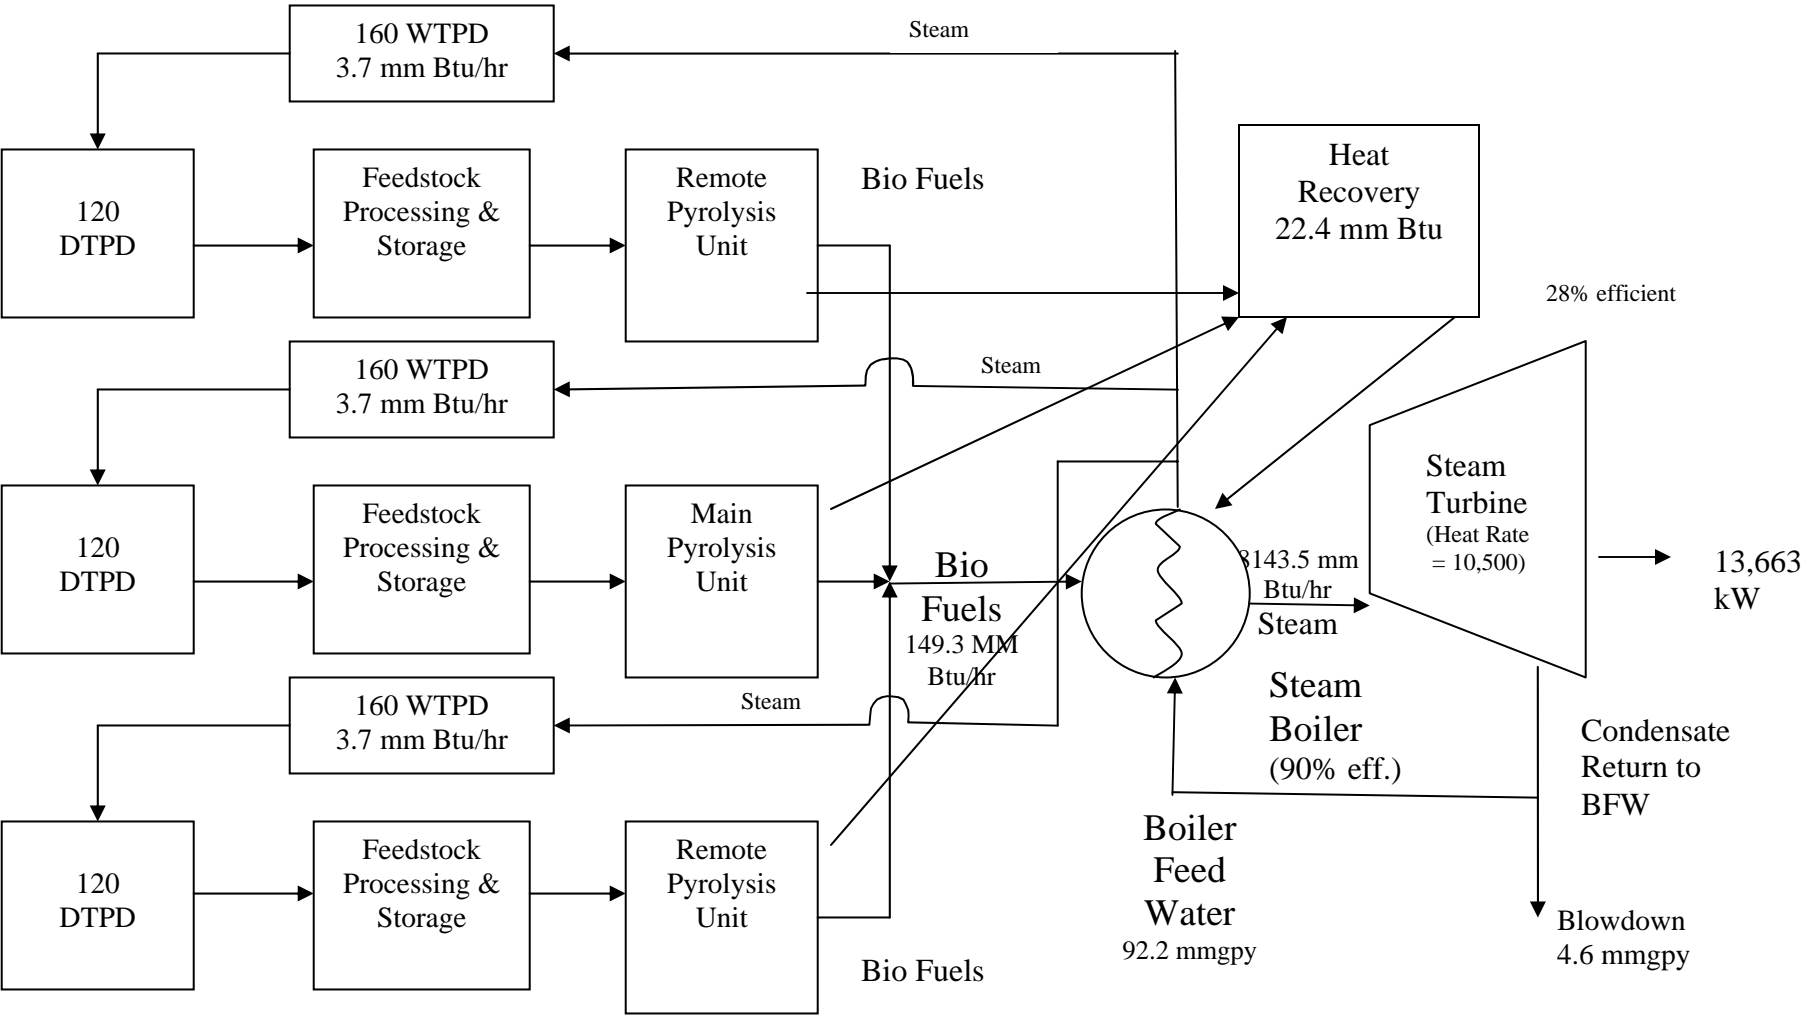 160 WTPD
3.7 mm Btu/hr
Steam
120
DTPD
Feedstock
Processing &
Storage
Remote
Pyrolysis
Unit
Bio Fuels
Heat
Recovery
22.4 mm Btu
28% efficient
160 WTPD
3.7 mm Btu/hr
Steam
120
DTPD
Feedstock
Processing &
Storage
Main
Pyrolysis
Unit
Bio
Fuels
149.3 MM
Btu/hr
143.5 mm
Btu/hr
Steam
Steam
Turbine
(Heat Rate
= 10,500)
13,663
kW
Steam
Boiler
(90% eff.)
160 WTPD
3.7 mm Btu/hr
Steam
Condensate
Return to
BFW
120
DTPD
Feedstock
Processing &
Storage
Remote
Pyrolysis
Unit
Bio Fuels
Boiler
Feed
Water
92.2 mmgpy
Blowdown
4.6 mmgpy